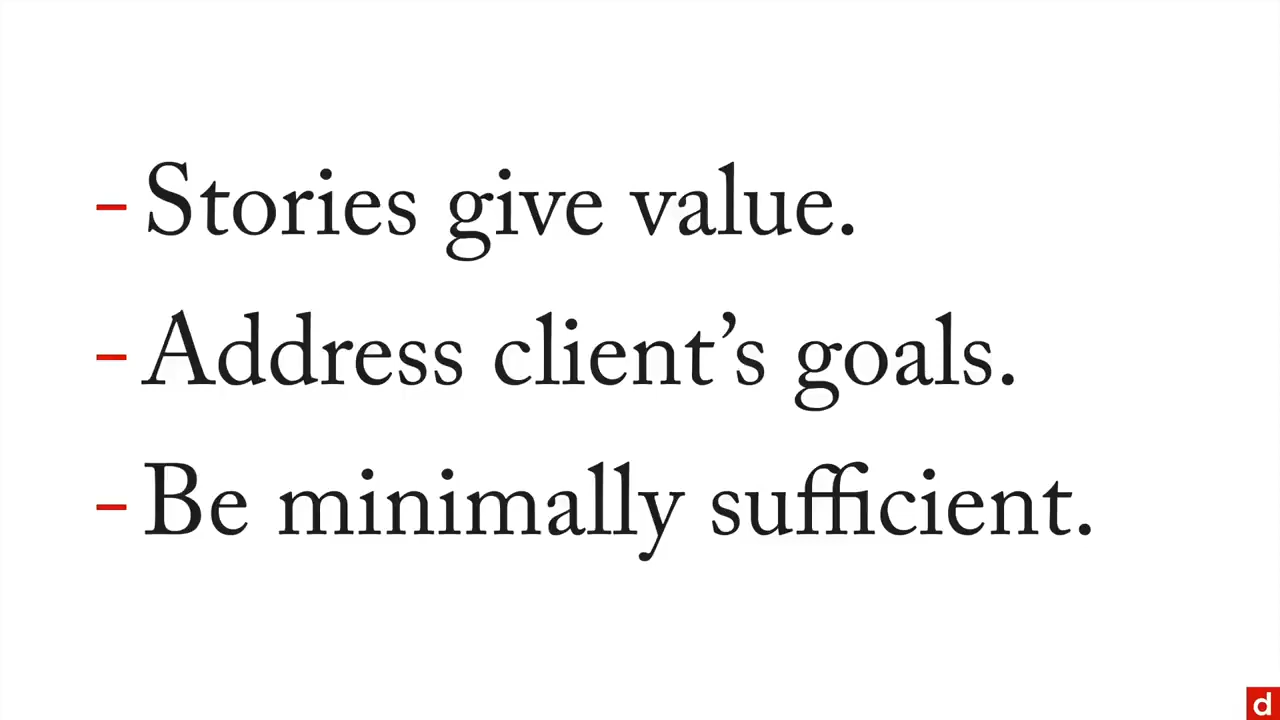 – Stories give value.
– Address client’s goals.
– Be minimally sufficient.
d